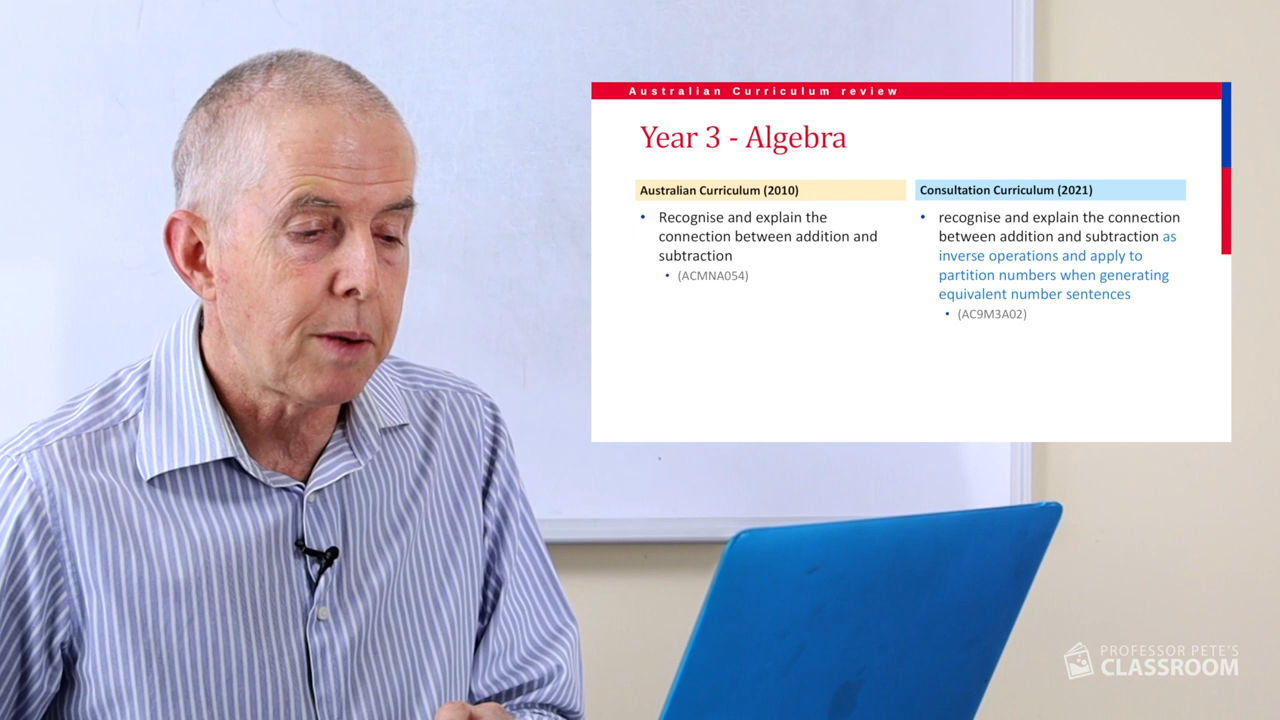 Australian Curriculum review
Year 3 - Algebra
Australian Curriculum (2010)
• Recognise and explain the
connection between addition and
subtraction
• (ACMNA054)
Consultation Curriculum (2021)
• recognise and explain the connection
between addition and subtraction as
inverse operations and apply to
partition numbers when generating
equivalent number sentences
• (AC9M3A02)
PROFESSOR PETE'S
CLASSROOM